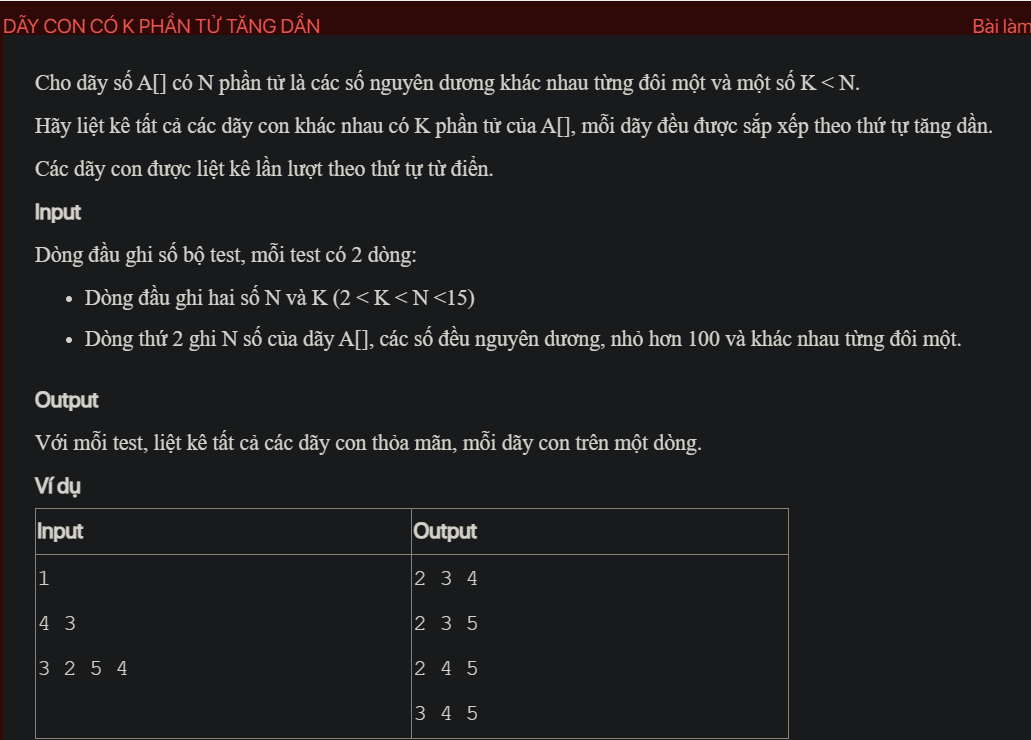 DÃY CON CÓ K PHẦN TỬ TĂNG DẦN Bài làm
Cho dãy số A[] có N phần tử là các số nguyên dương khác nhau từng đôi một và một số K < N.
Hãy liệt kê tất cả các dãy con khác nhau có K phần tử của A[], mỗi dãy đều được sắp xếp theo thứ tự tăng dần.
Các dãy con được liệt kê lần lượt theo thứ tự từ điển.
Input
Dòng đầu ghi số bộ test, mỗi test có 2 dòng:
• Dòng đầu ghi hai số N và K (2 < K < N <15)
• Dòng thứ 2 ghi N số của dãy A[], các số đều nguyên dương, nhỏ hơn 100 và khác nhau từng đôi một.
Output
Với mỗi test, liệt kê tất cả các dãy con thỏa mãn, mỗi dãy con trên một dòng.
Ví dụ
Input Output
1 2 3 4
4 3 2 3 5
3 2 5 4 2 4 5
3 4 5